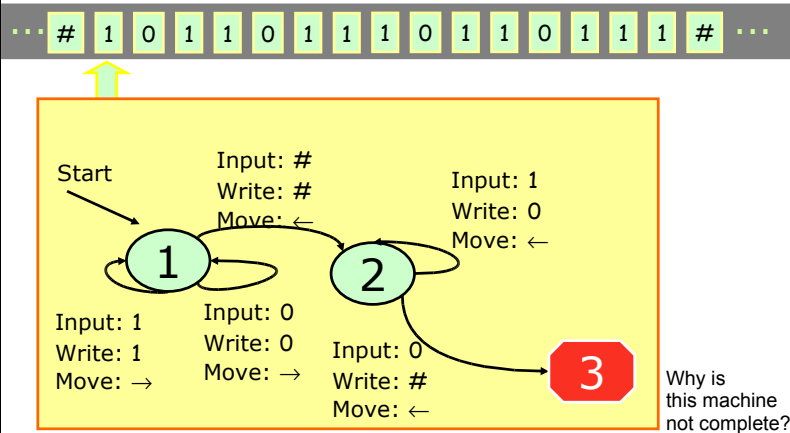 ... # 1 0 1 1 0 1 1 1 0 1 1 0 1 1 1 # ...
Start
Input: #
Write: #
Move: ←
Input: 1
Write: 0
Move: ←
1
2
Input: 1
Write: 1
Move: →
Input: 0
Write: 0
Move: →
Input: 0
Write: #
Move: ←
3
Why is
this machine
not complete?